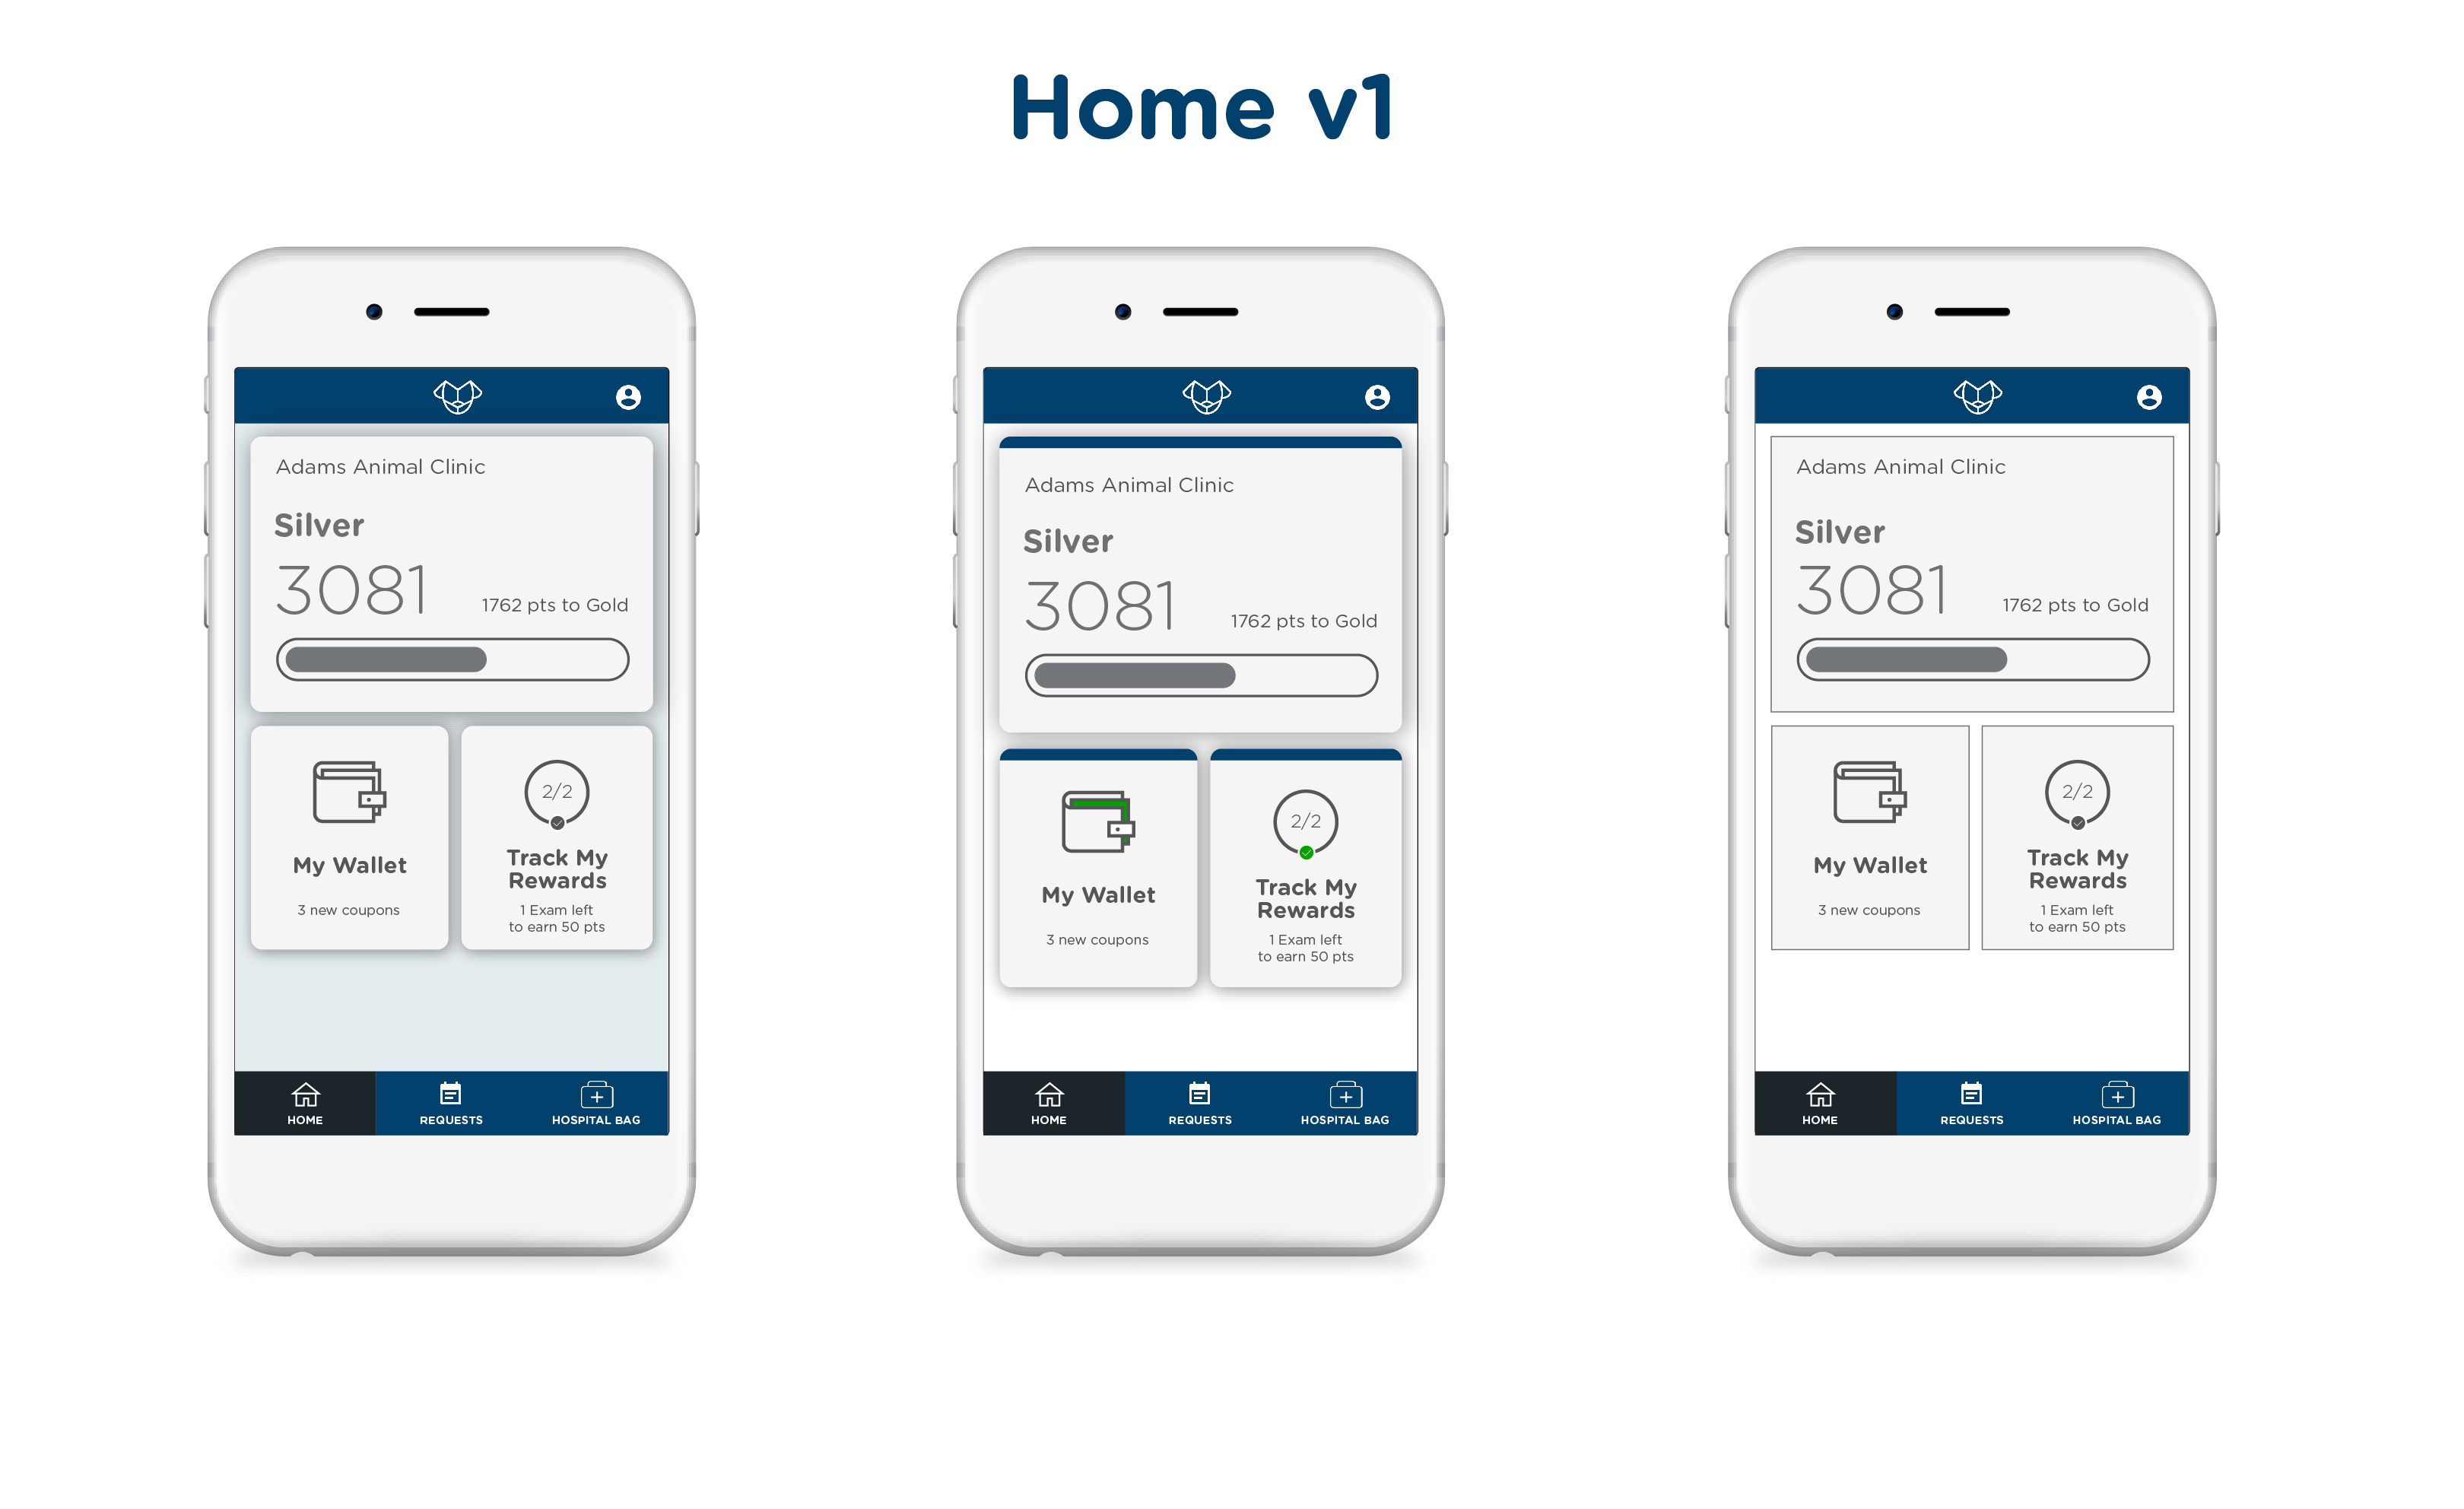 Home v1
Adams Animal Clinic
Silver
3081
1762 pts to Gold
2/2
My Wallet
Track My
Rewards
3 new coupons
1 Exam left
to earn 50 pts
HOME
REQUESTS
HOSPITAL BAG
Adams Animal Clinic
Silver
3081
1762 pts to Gold
2/2
My Wallet
Track My
Rewards
3 new coupons
1 Exam left
to earn 50 pts
HOME
REQUESTS
HOSPITAL BAG
Adams Animal Clinic
Silver
3081
1762 pts to Gold
2/2
My Wallet
Track My
Rewards
3 new coupons
1 Exam left
to earn 50 pts
HOME
REQUESTS
HOSPITAL BAG